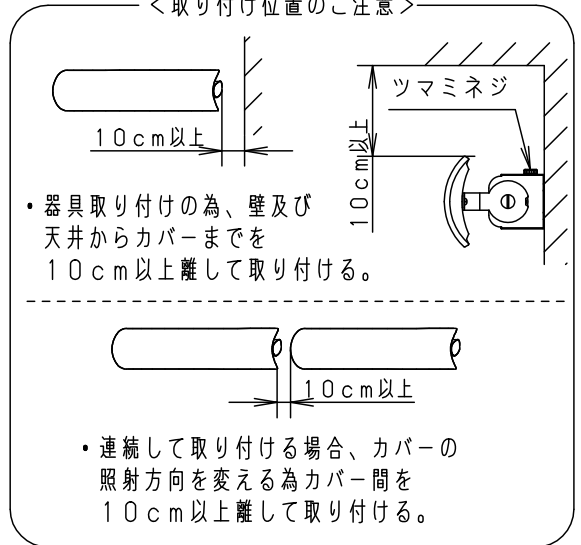 ＜取り付け位置のご注意＞
１０ｃｍ以上
ツマミネジ
１０ｃｍ以上
・器具取り付けの為、壁及び
天井からカバーまでを
１０ｃｍ以上離して取り付ける。
１０ｃｍ以上
・連続して取り付ける場合、カバーの
照射方向を変える為カバー間を
１０ｃｍ以上離して取り付ける。